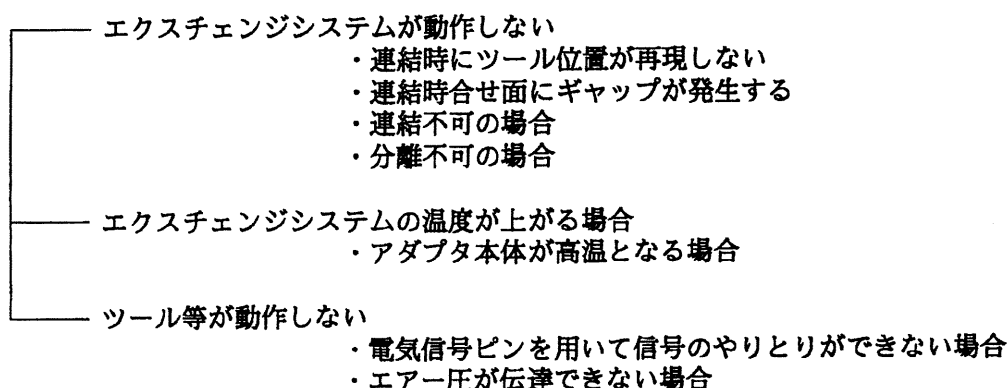 エクスチェンジシステムが動作しない
・連結時にツール位置が再現しない
・連結時合せ面にギャップが発生する
・連結不可の場合
・分離不可の場合
エクスチェンジシステムの温度が上がる場合
・アダプタ本体が高温となる場合
ツール等が動作しない
・電気信号ピンを用いて信号のやりとりができない場合
・エアー圧が伝達できない場合